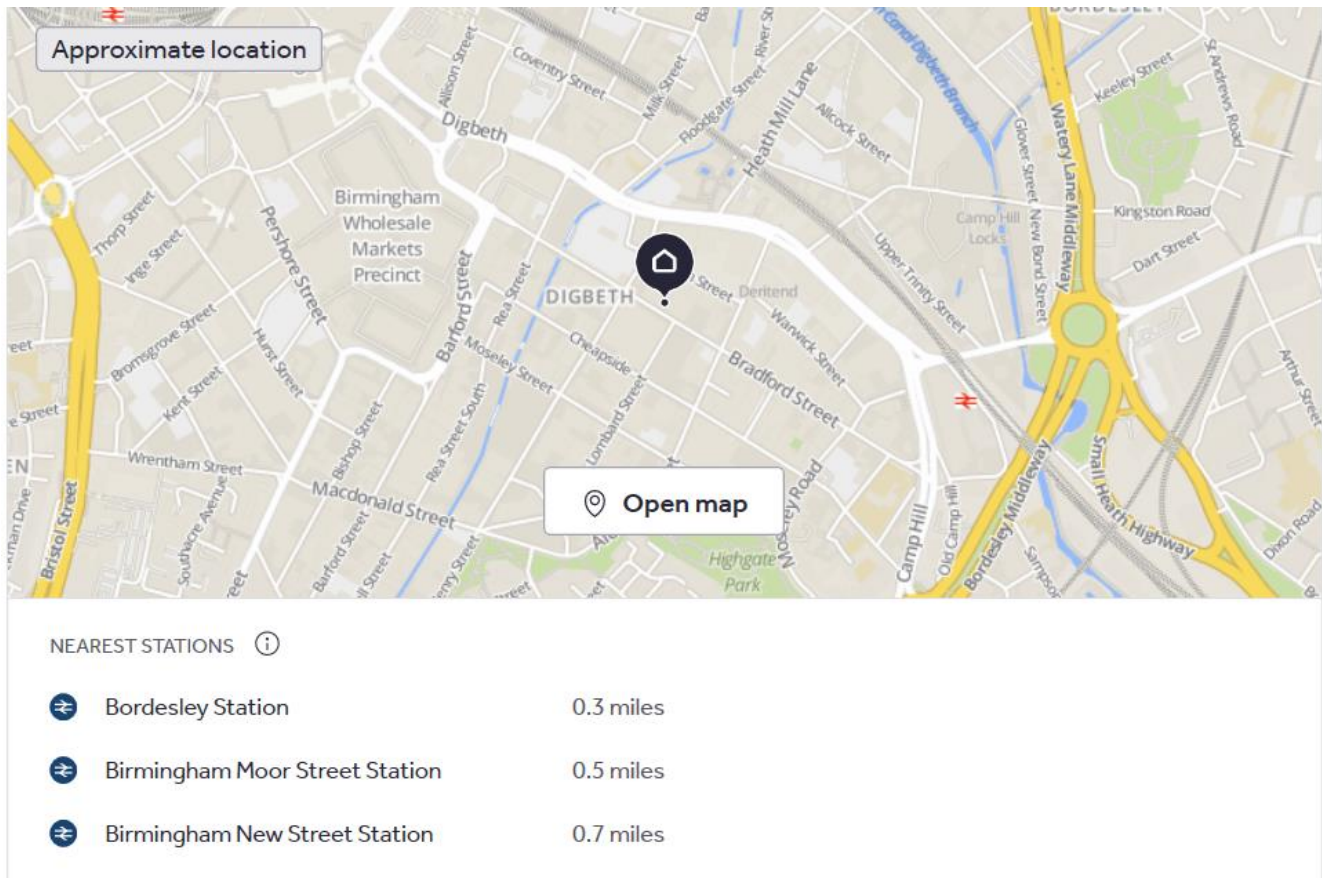 BORDESLEY
Approximate location
Allison Street
Coventry Street
Milk Street
River Street
Floodgate Street
Heath Mill Lane
Allcock Street
Canal Digbeth Branch
Keeley Street
St Andrews Road
Watery Lane Middleway
Glover Street
New Bond Street
Kingston Road
Dart Street
Digbeth
Birmingham
Wholesale
Markets
Precinct
Camp Hill
Locks
Thorp Street
Inge Street
Pershore Street
Barford Street
Rea Street
DIGBETH
Street
Deritend
Upper Trinity Street
Warwick Street
Bromsgrove Street
Hurst Street
Kent Street
Moseley Street
Cheapside
Bradford Street
Arthur Street
Wrentham Street
Bishop Street
Rea Street South
Lombard Street
Macdonald Street
Bristol Street
Southacre Avenue
Barford Street
Open map
Highgate
Park
Camp Hill
Old Camp Hill
Bordesley Middleway
Small Heath Highway
Dixon Road
NEAREST STATIONS
Bordesley Station 0.3 miles
Birmingham Moor Street Station 0.5 miles
Birmingham New Street Station 0.7 miles